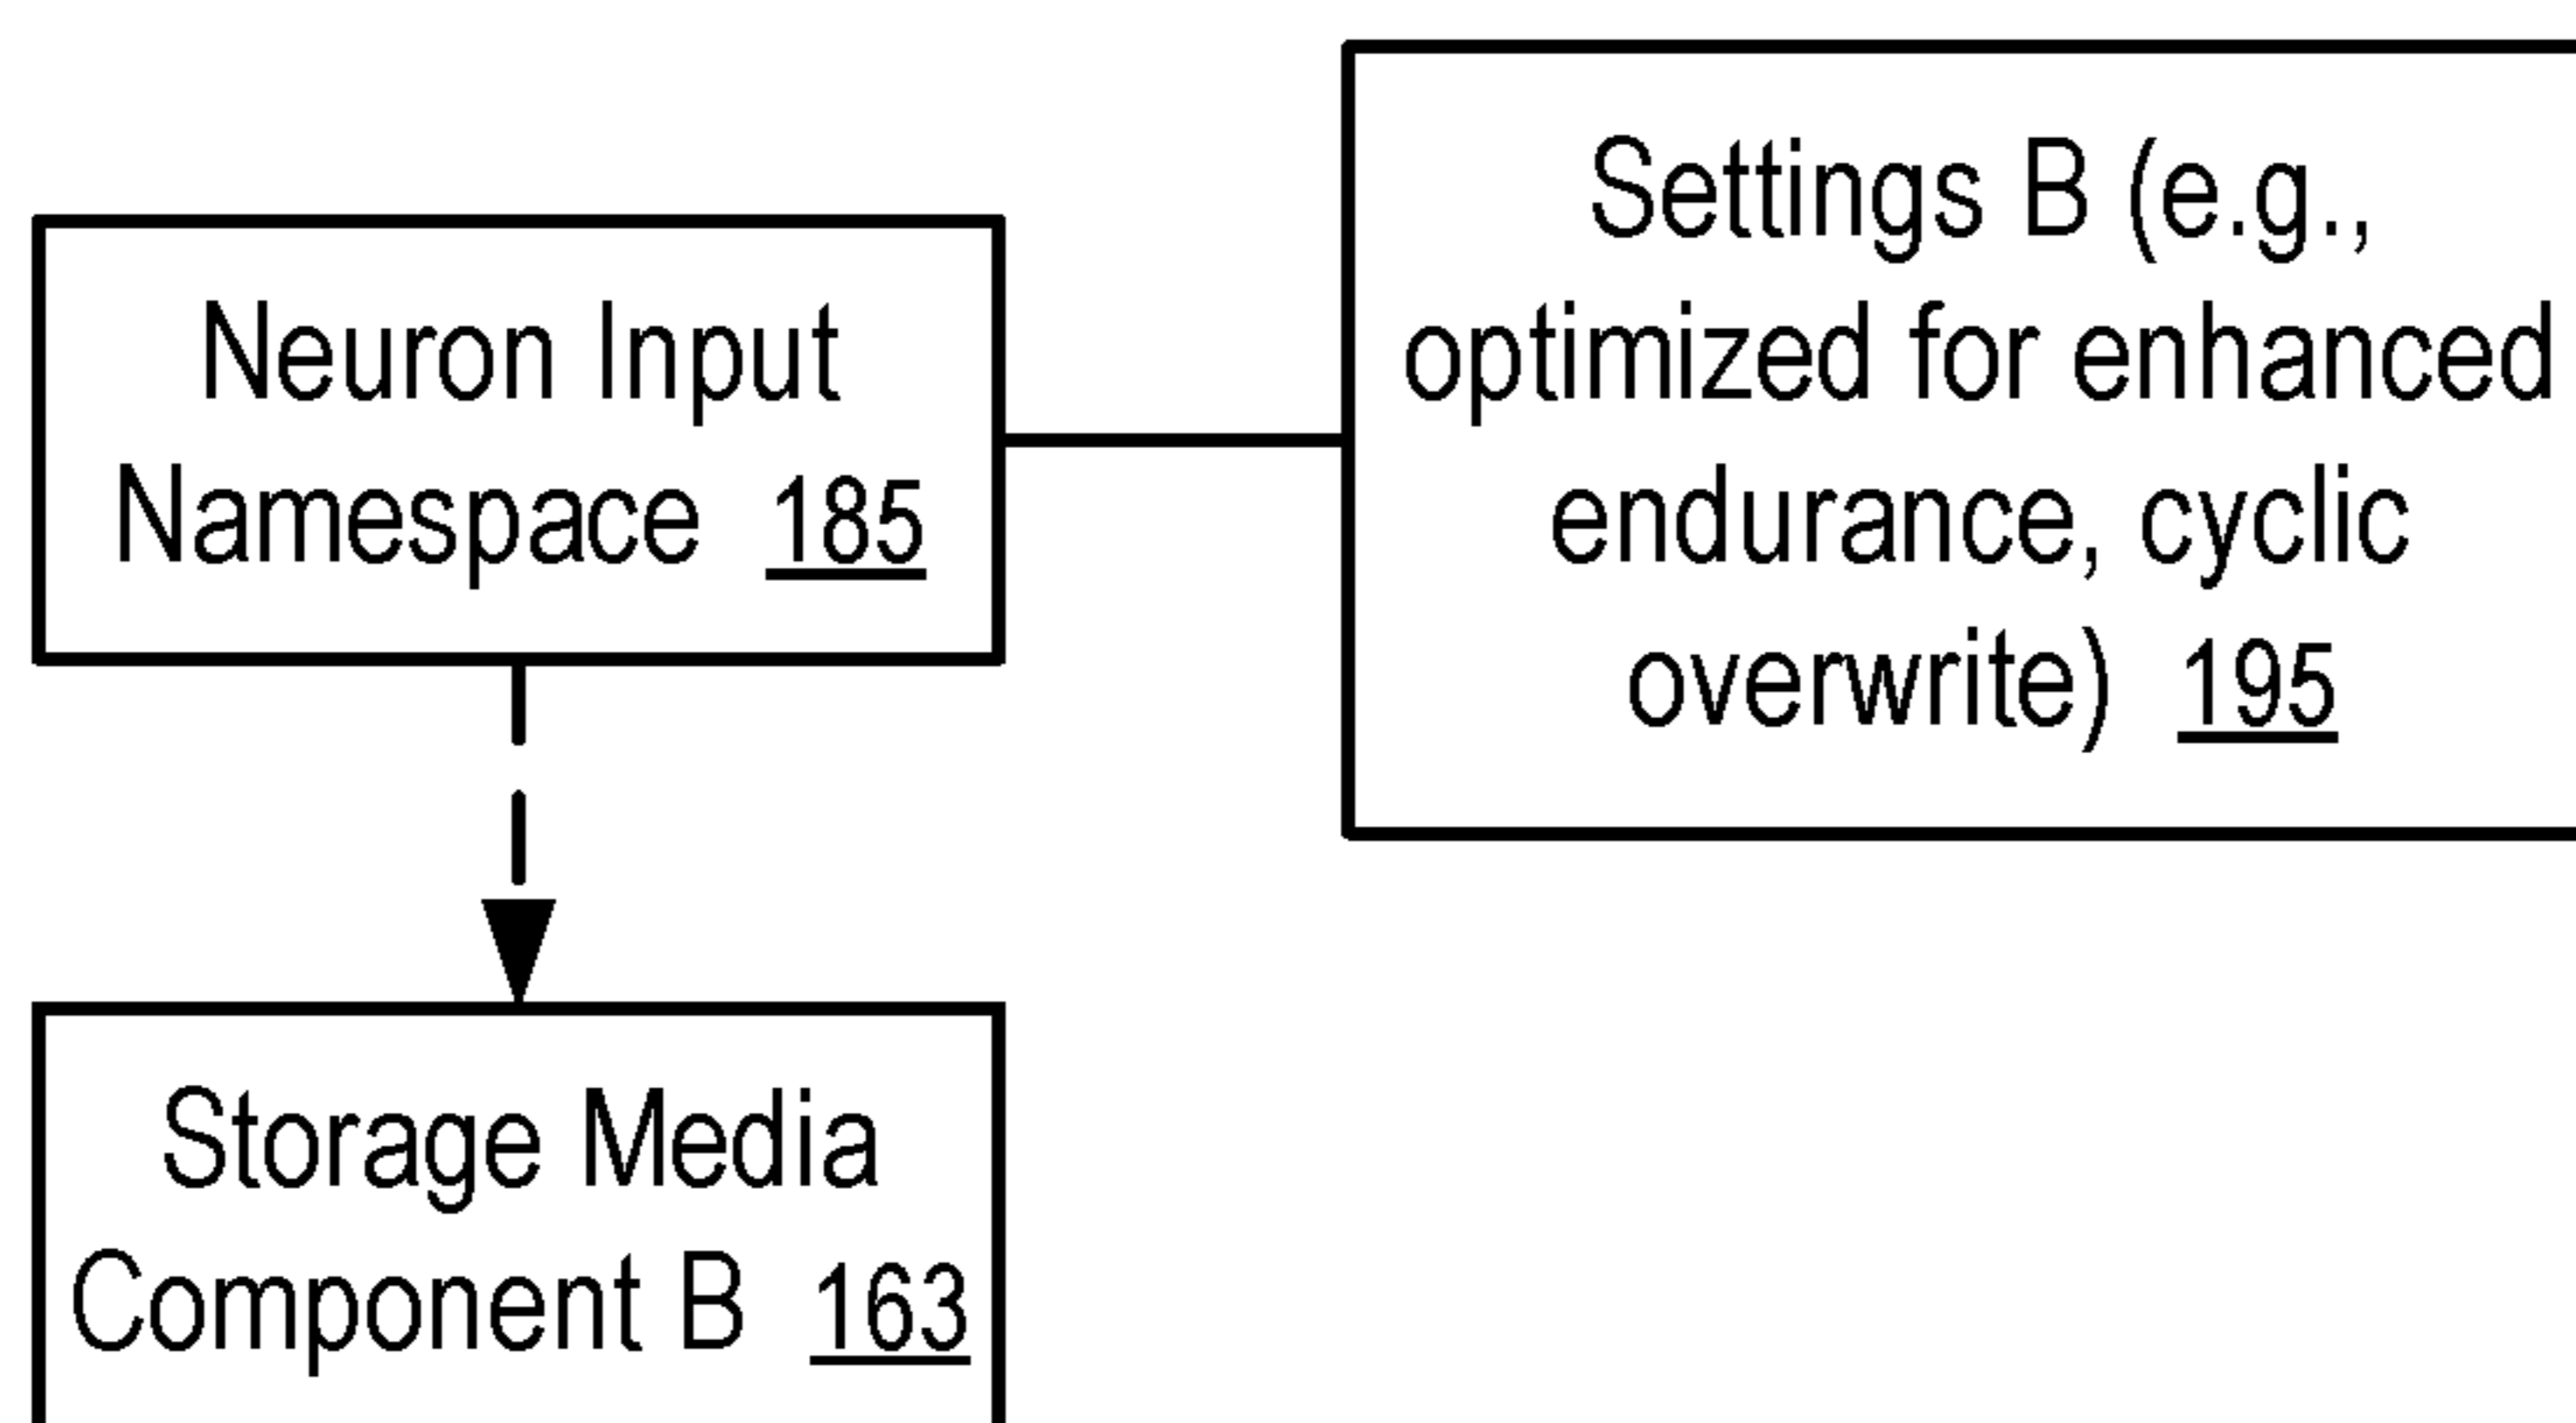 Neuron Input
Namespace 185
Settings B (e.g.,
optimized for enhanced
endurance, cyclic
overwrite) 195
Storage Media
Component B 163